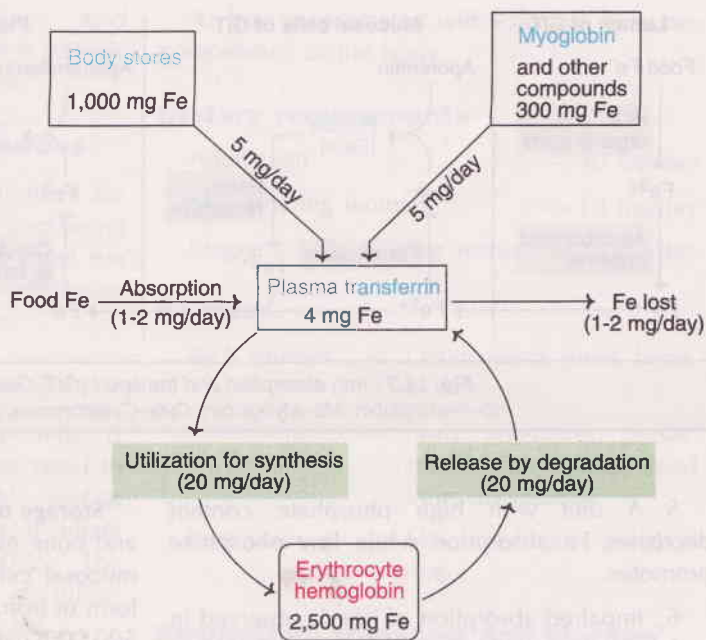 Body stores
1,000 mg Fe
Myoglobin
and other
compounds
300 mg Fe
5 mg/day
5 mg/day
Food Fe
Absorption
(1-2 mg/day)
Plasma transferrin
4 mg Fe
Fe lost
(1-2 mg/day)
Utilization for synthesis
(20 mg/day)
Release by degradation
(20 mg/day)
Erythrocyte
hemoglobin
2,500 mg Fe